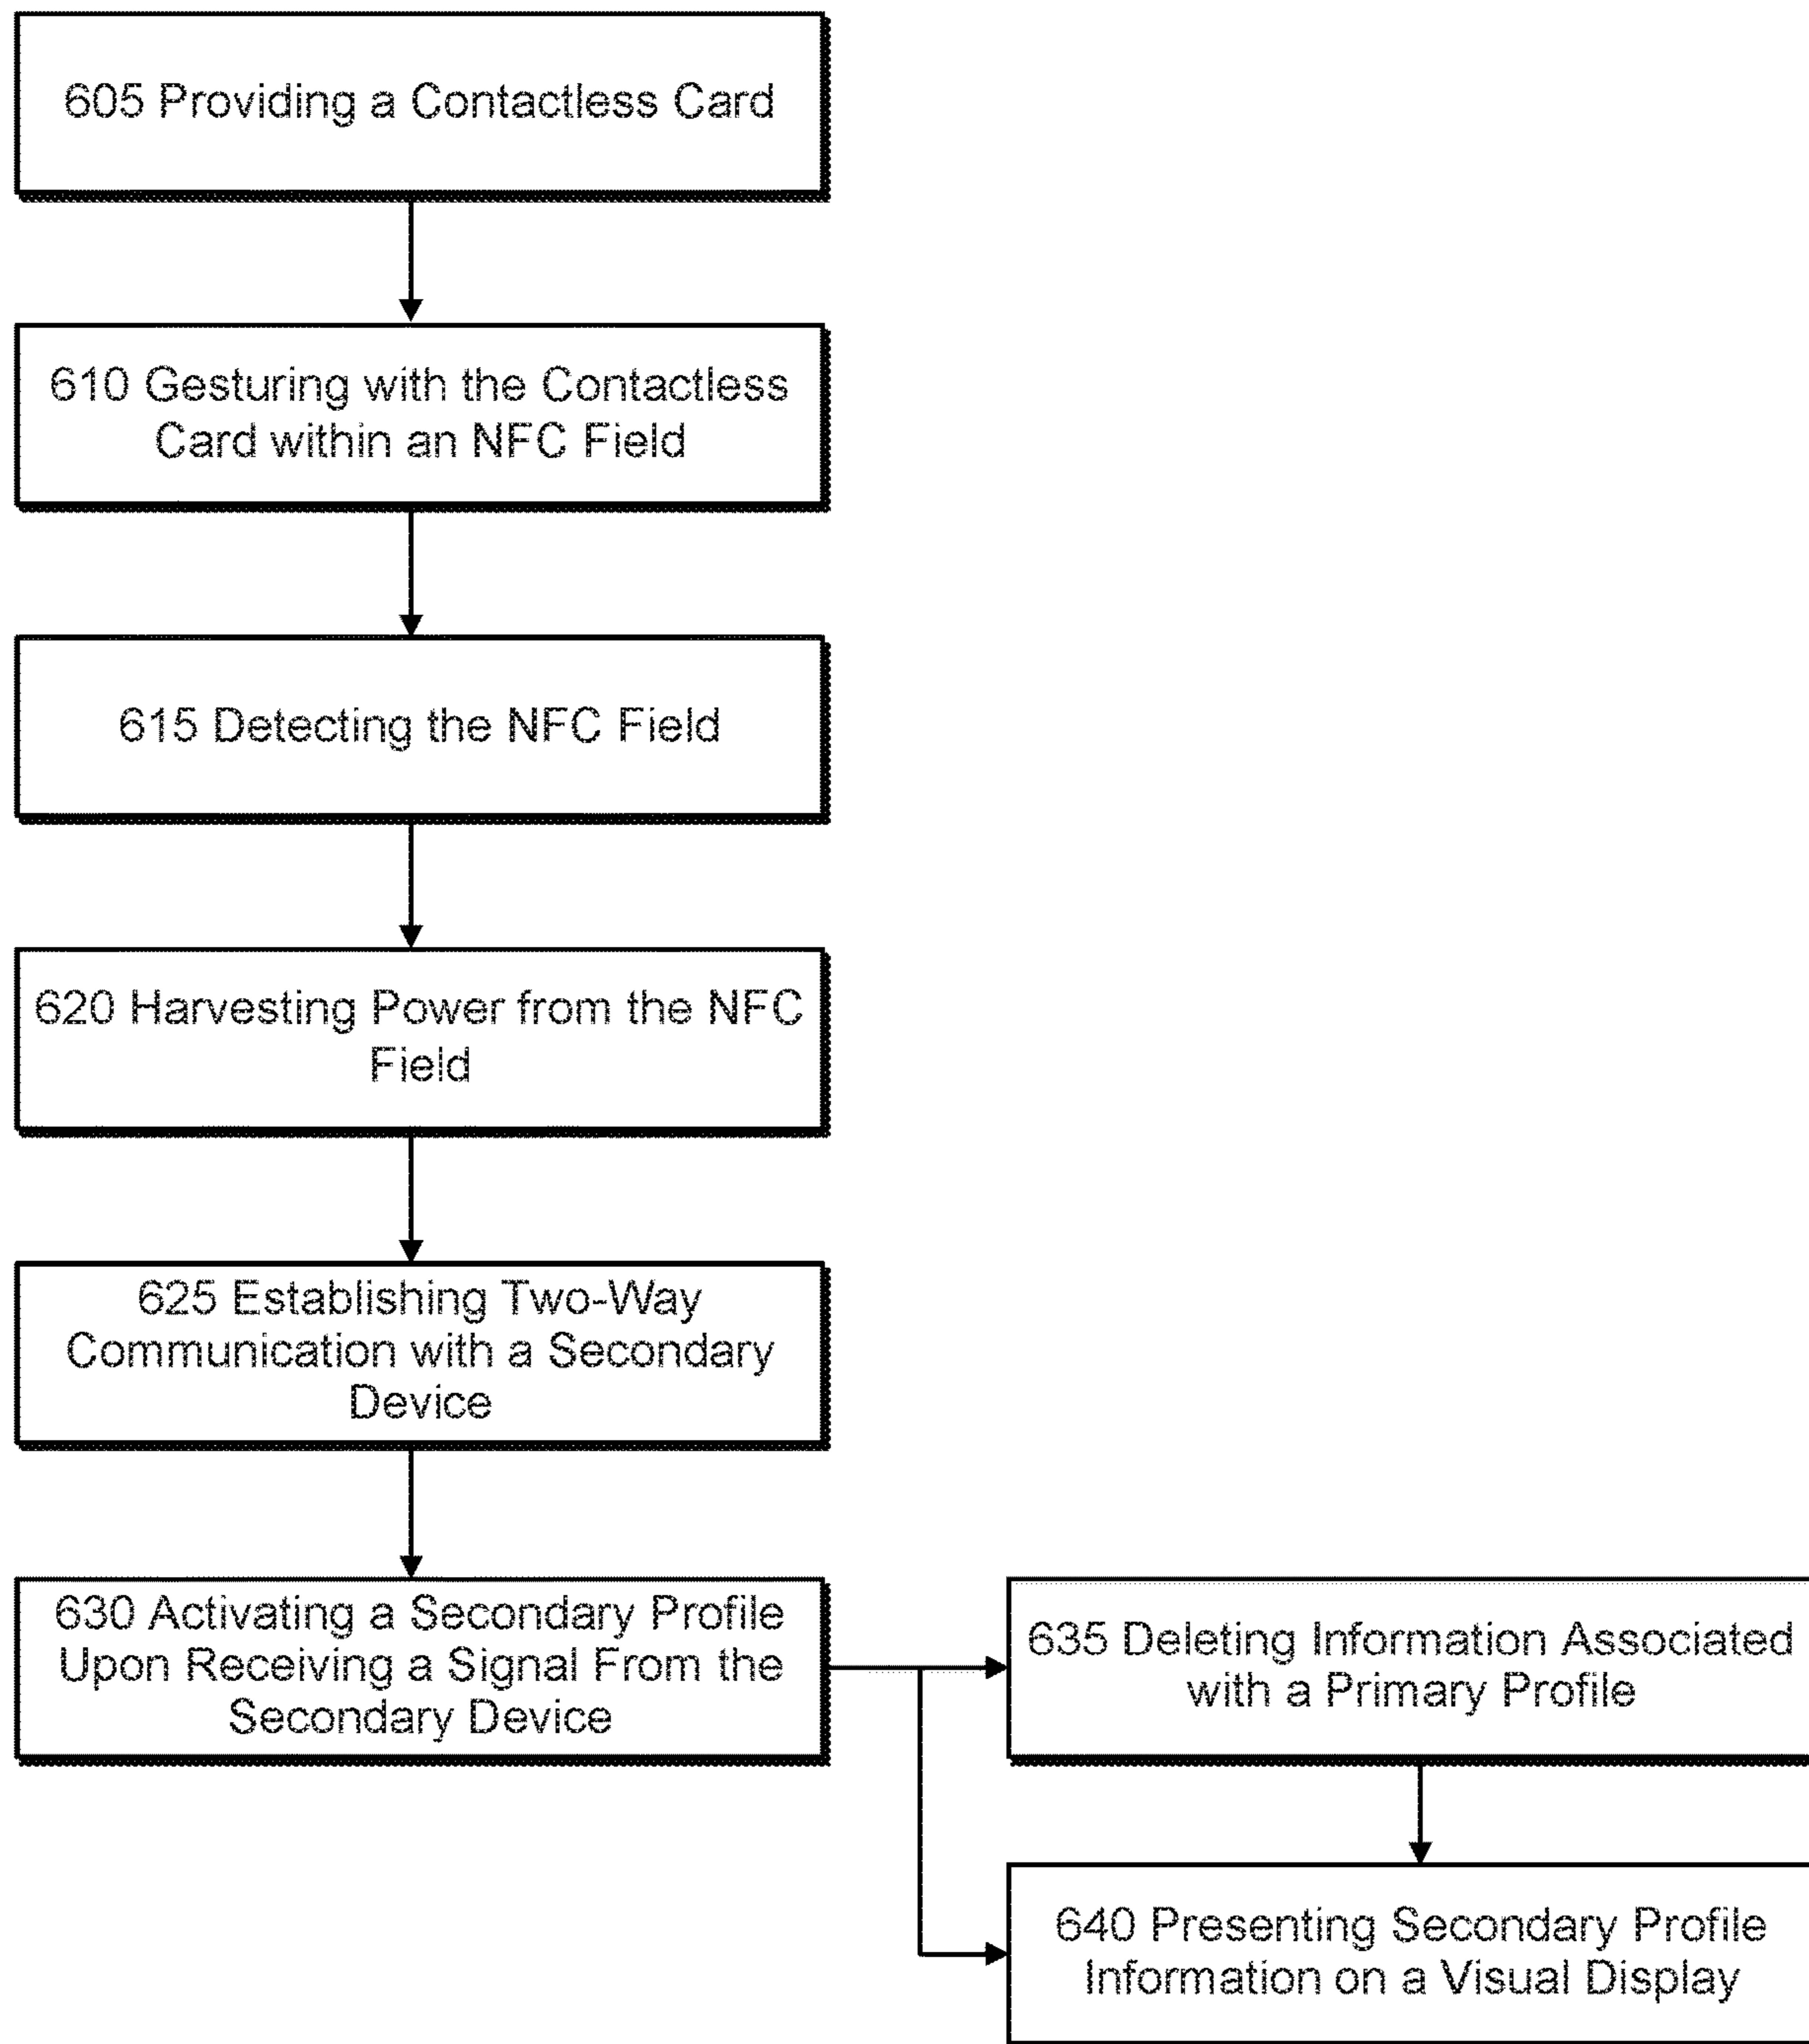 605 Providing a Contactless Card
610 Gesturing with the Contactless
Card within an NFC Field
615 Detecting the NFC Field
620 Harvesting Power from the NFC
Field
625 Establishing Two-Way
Communication with a Secondary
Device
630 Activating a Secondary Profile
Upon Receiving a Signal From the
Secondary Device
635 Deleting Information Associated
with a Primary Profile
640 Presenting Secondary Profile
Information on a Visual Display